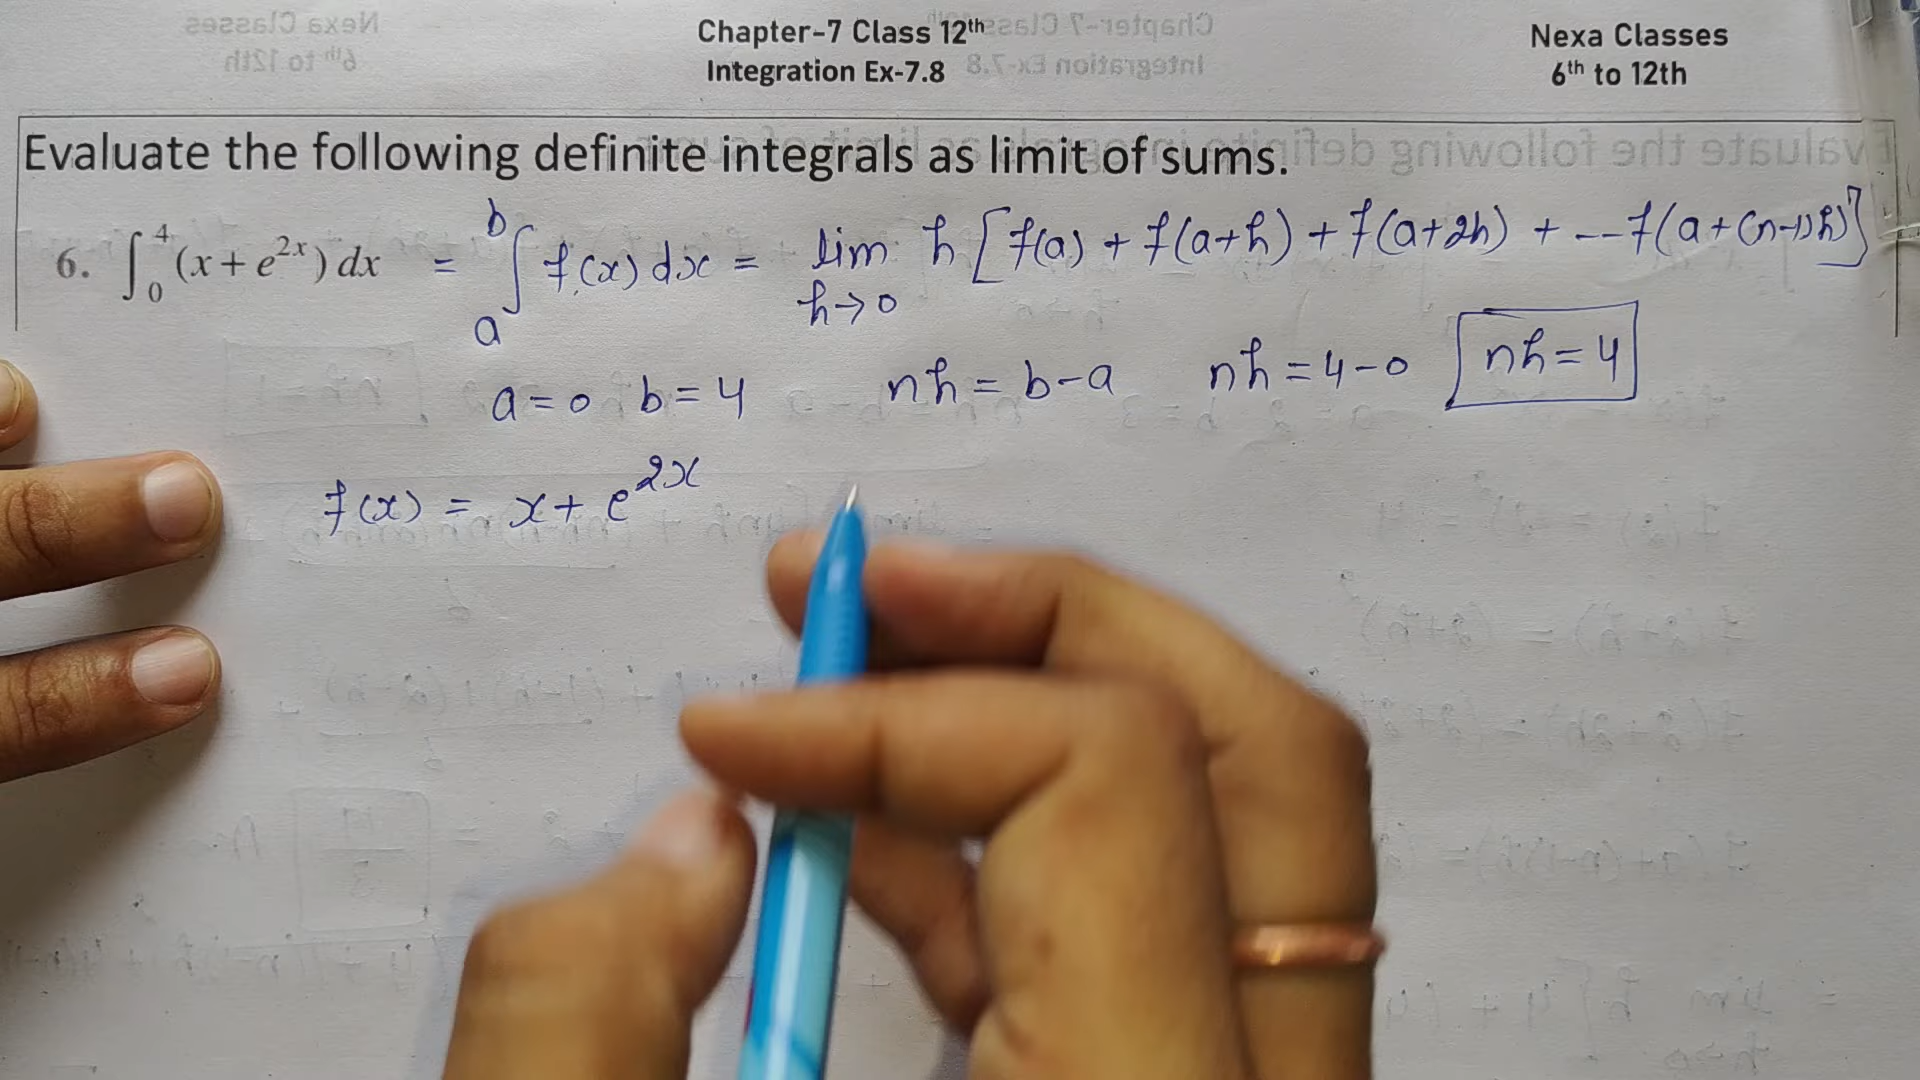 Chapter-7 Class 12th
Integration Ex-7.8
Nexa Classes
6th to 12th
Evaluate the following definite integrals as limit of sums.
6. ∫₀⁴ (x + e^{2x}) dx = ∫ₐᵇ f(x) dx = lim h→0 h [f(a) + f(a+h) + f(a+2h) + --- f(a+(n-1)h)]
a = 0 b = 4 nh = b-a nh = 4-0 nh = 4
f(x) = x + e^{2x}